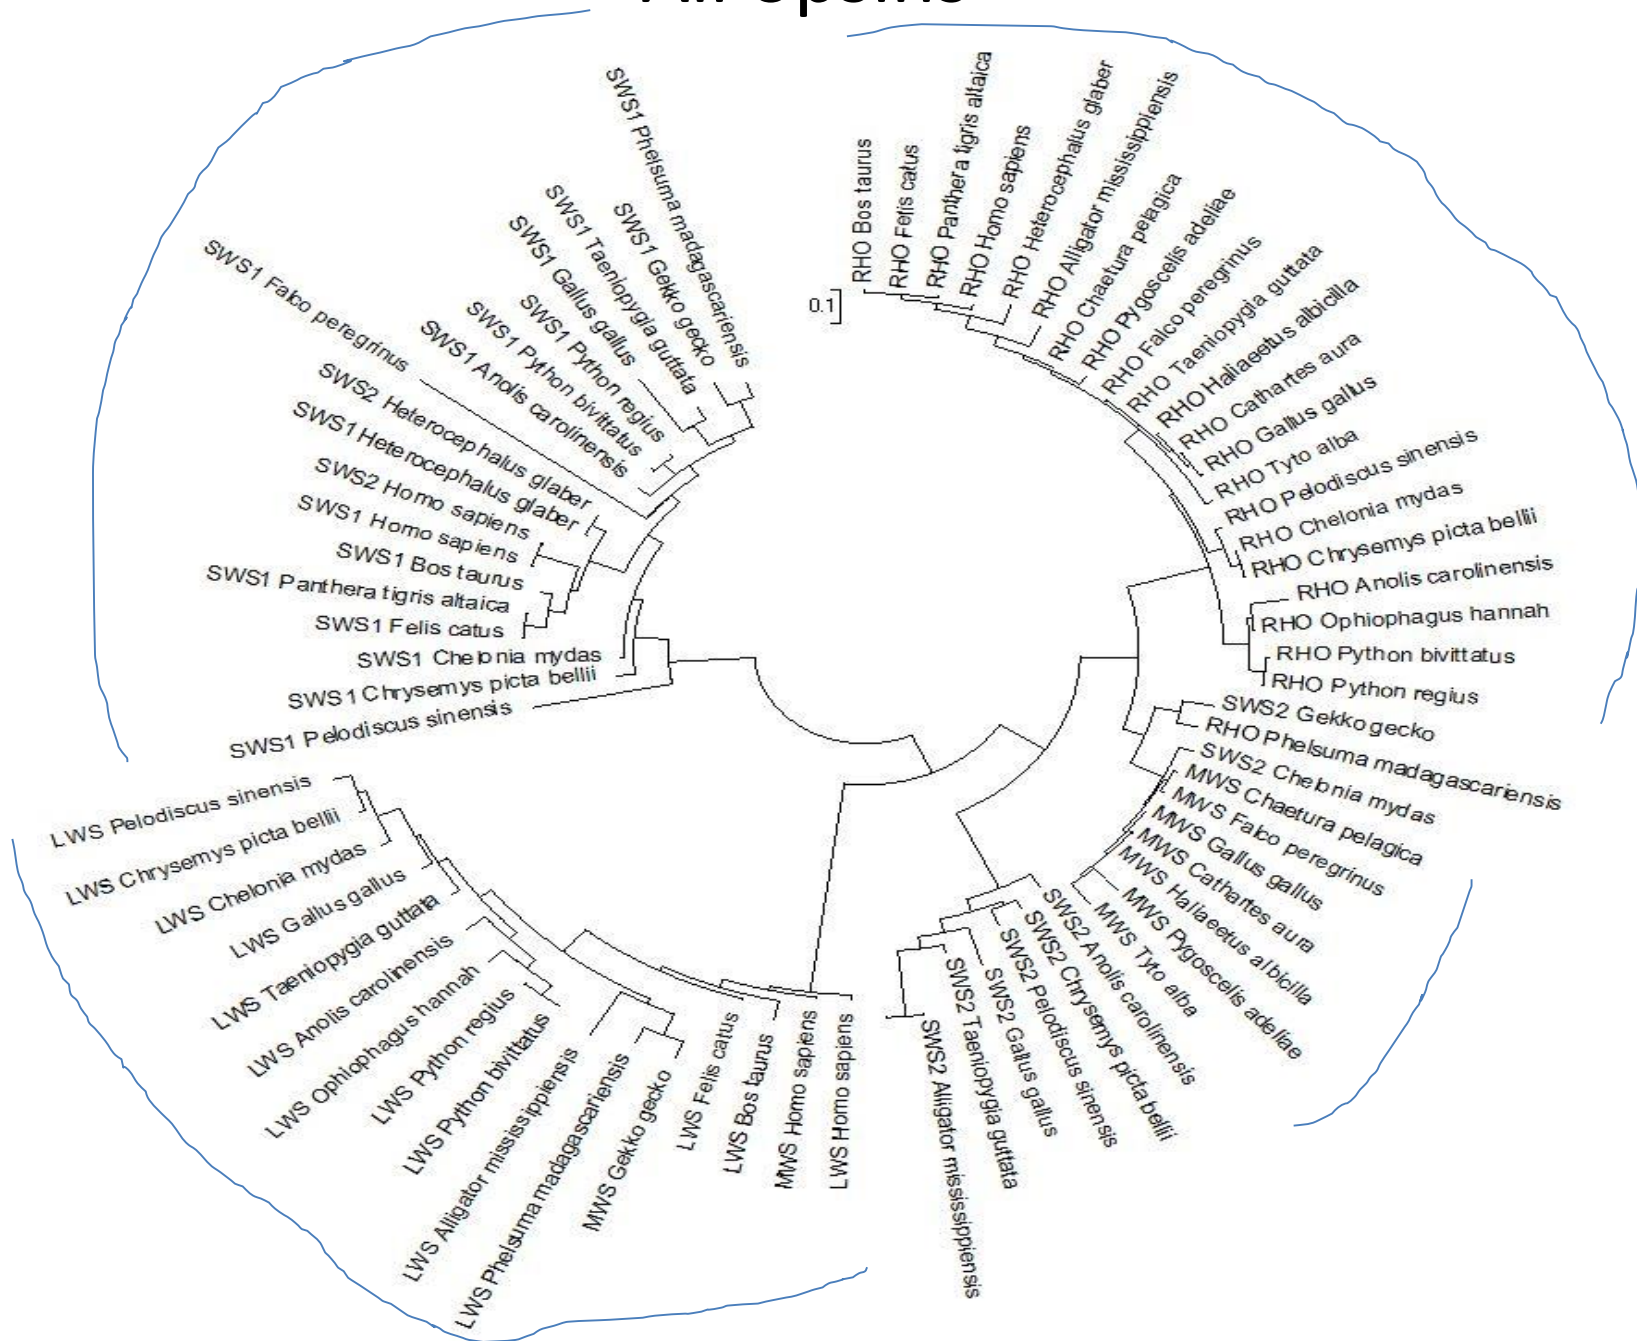 RHO Bos taurus
RHO Felis catus
RHO Panthera tigris altaica
RHO Homo sapiens
RHO Heterocephalus glaber
RHO Alligator mississippiensis
RHO Chaetura pelagica
RHO Pygoscelis adeliae
RHO Falco peregrinus
RHO Taeniopygia guttata
RHO Haliaeetus albicilla
RHO Cathartes aura
RHO Gallus gallus
RHO Tyto alba
RHO Pelodiscus sinensis
RHO Chelonia mydas
RHO Chrysemys picta bellii
RHO Anolis carolinensis
RHO Ophiophagus hannah
RHO Python bivittatus
RHO Python regius
SWS2 Gekko gecko
RHO Phelsuma madagascariensis
SWS2 Chelonia mydas
MWS Chaetura pelagica
MWS Falco peregrinus
MWS Gallus gallus
MWS Cathartes aura
MWS Haliaeetus albicilla
MWS Pygoscelis adeliae
MWS Tyto alba
SWS2 Anolis carolinensis
SWS2 Chrysemys picta bellii
SWS2 Pelodiscus sinensis
SWS2 Gallus gallus
SWS2 Taeniopygia guttata
SWS2 Alligator mississippiensis
LWS Homo sapiens
MWS Homo sapiens
LWS Bos taurus
LWS Felis catus
MWS Gekko gecko
LWS Phelsuma madagascariensis
LWS Alligator mississippiensis
LWS Python bivittatus
LWS Python regius
LWS Ophiophagus hannah
LWS Anolis carolinensis
LWS Taeniopygia guttata
LWS Gallus gallus
LWS Chelonia mydas
LWS Chrysemys picta bellii
LWS Pelodiscus sinensis
SWS1 Pelodiscus sinensis
SWS1 Chrysemys picta bellii
SWS1 Chelonia mydas
SWS1 Felis catus
SWS1 Panthera tigris altaica
SWS1 Bos taurus
SWS1 Homo sapiens
SWS2 Homo sapiens
SWS1 Heterocephalus glaber
SWS2 Heterocephalus glaber
SWS1 Falco peregrinus
SWS1 Anolis carolinensis
SWS1 Python bivittatus
SWS1 Python regius
SWS1 Gallus gallus
SWS1 Taeniopygia guttata
SWS1 Gekko gecko
SWS1 Phelsuma madagascariensis
0.1